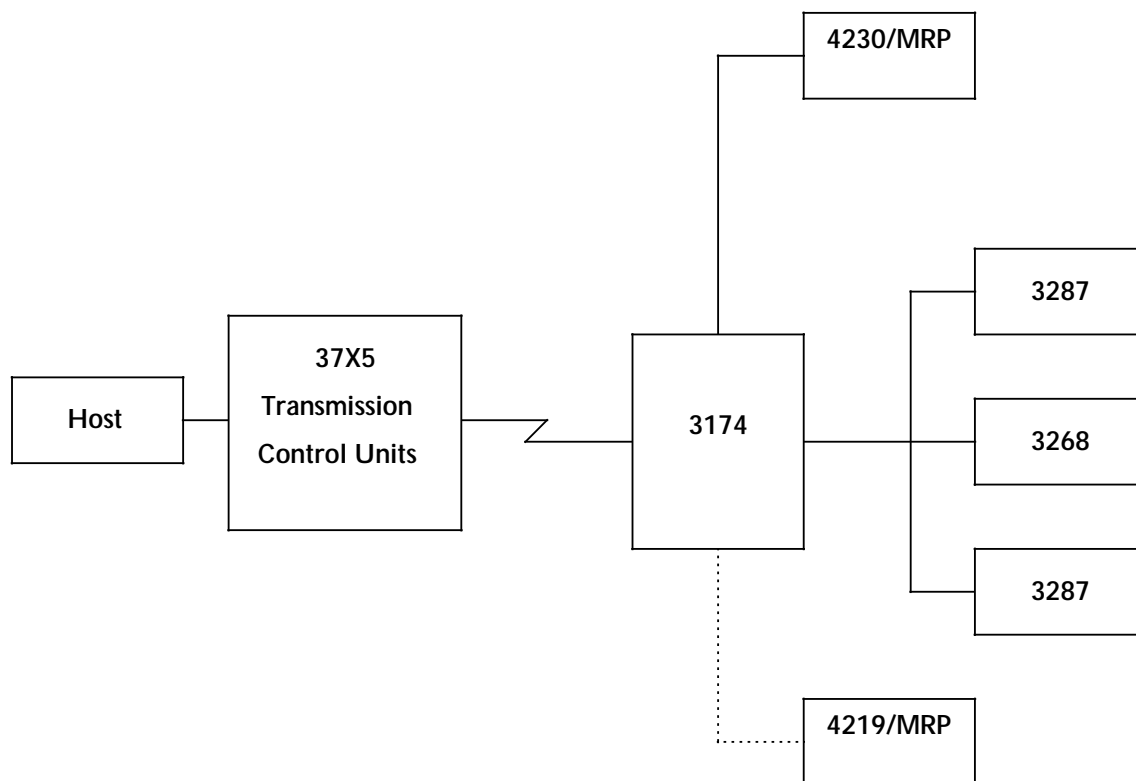 4230/MRP
3287
37X5
Transmission
Control Units
Host
3174
3268
3287
4219/MRP